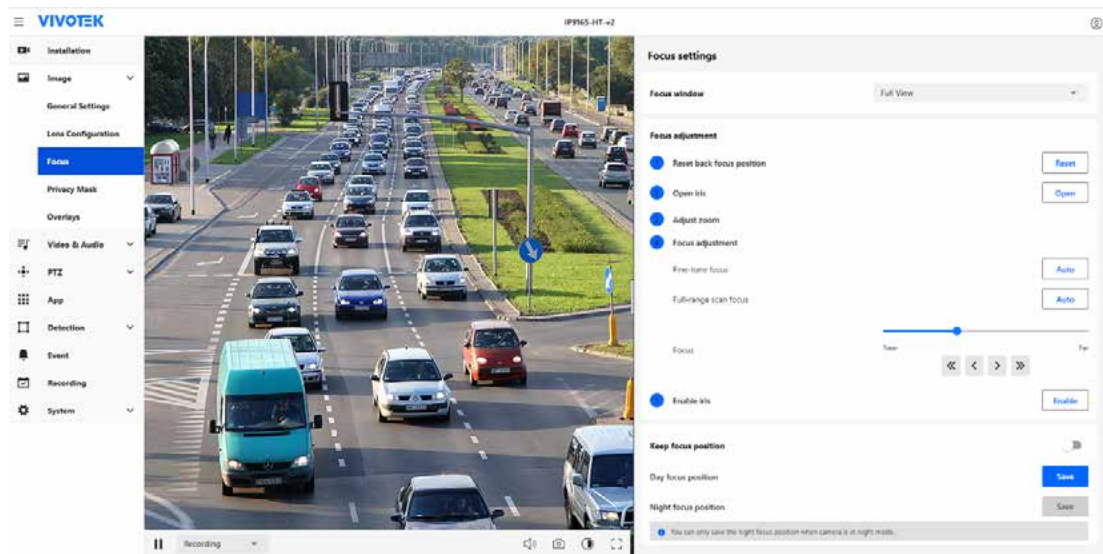 VIVOTEK
IP9165-HT-v2
Installation
Image
General Settings
Lens Configuration
Focus
Privacy Mask
Overlays
Video & Audio
PTZ
App
Detection
Event
Recording
System
Recording
Focus settings
Focus window
Full View
Focus adjustment
1 Reset back focus position Reset
2 Open iris Open
3 Adjust zoom
4 Focus adjustment
Fine-tune focus Auto
Full-range scan focus Auto
Focus
Near Far
Enable iris Enable
Keep focus position
Day focus position Save
Night focus position Save
You can only save the night focus position when camera is in night mode.